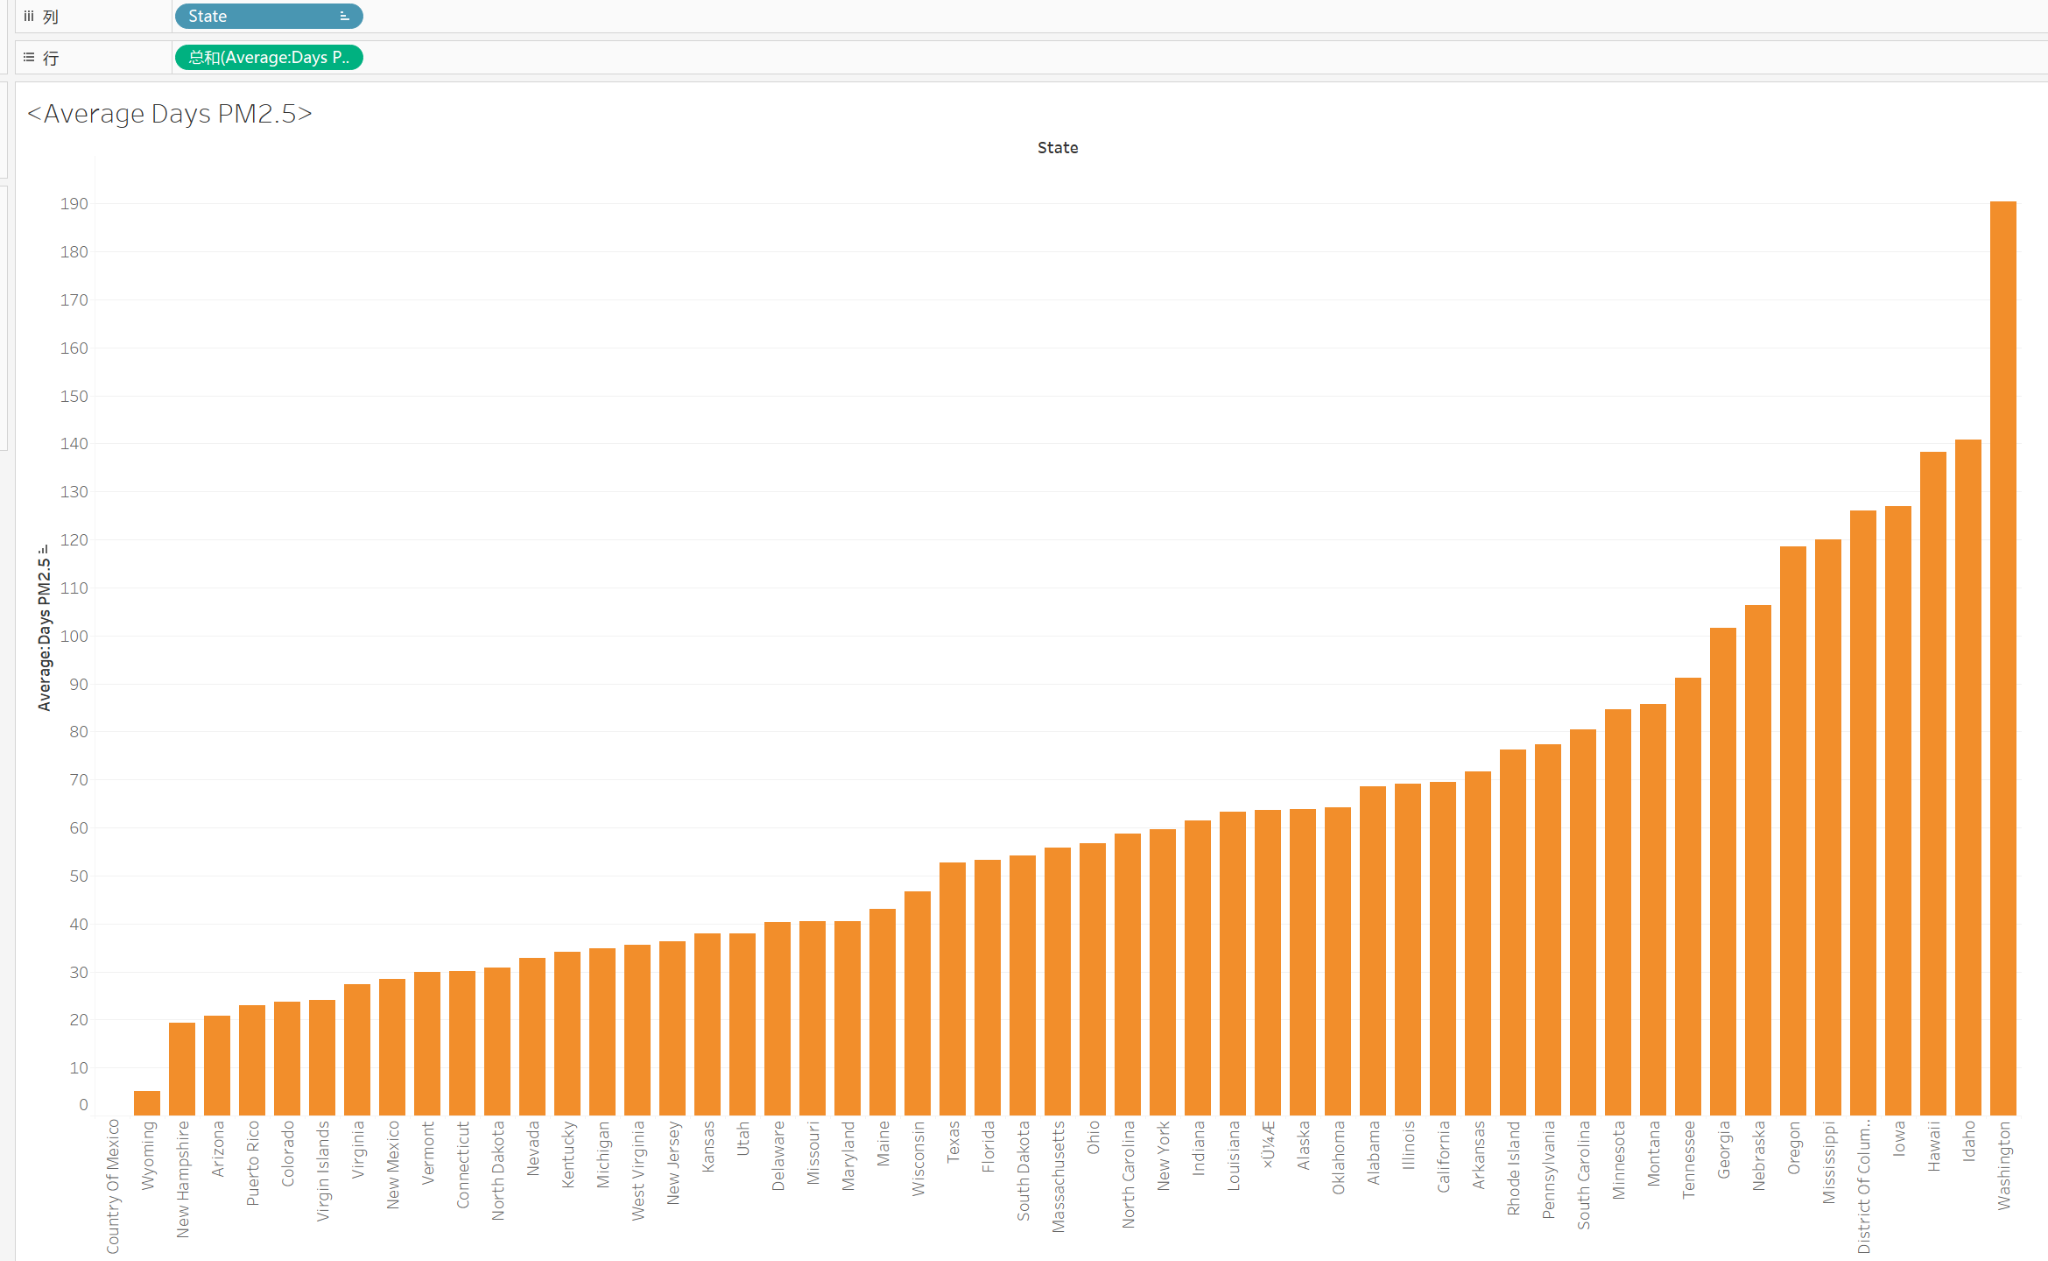 列 State
行 总和(Average:Days P..
<Average Days PM2.5>
State
190
180
170
160
150
140
130
120
110
100
90
80
70
60
50
40
30
20
10
0
Average:Days PM2.5
Country Of Mexico
Wyoming
New Hampshire
Arizona
Puerto Rico
Colorado
Virgin Islands
Virginia
New Mexico
Vermont
Connecticut
North Dakota
Nevada
Kentucky
Michigan
West Virginia
New Jersey
Kansas
Utah
Delaware
Missouri
Maryland
Maine
Wisconsin
Texas
Florida
South Dakota
Massachusetts
Ohio
North Carolina
New York
Indiana
Louisiana
×Ü¼Æ
Alaska
Oklahoma
Alabama
Illinois
California
Arkansas
Rhode Island
Pennsylvania
South Carolina
Minnesota
Montana
Tennessee
Georgia
Nebraska
Oregon
Mississippi
District Of Colum..
Iowa
Hawaii
Idaho
Washington